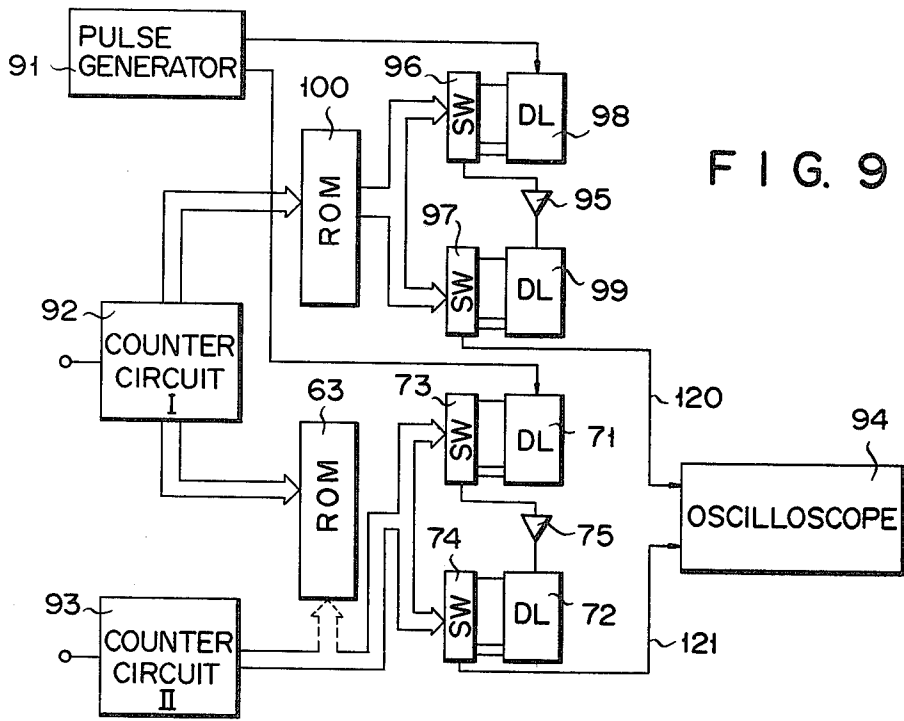 PULSE
GENERATOR
91
96
SW
DL
98
100
ROM
FIG. 9
95
97
SW
DL
99
92
COUNTER
CIRCUIT
I
63
ROM
73
SW
DL
71
120
94
OSCILLOSCOPE
75
74
SW
DL
72
121
93
COUNTER
CIRCUIT
II